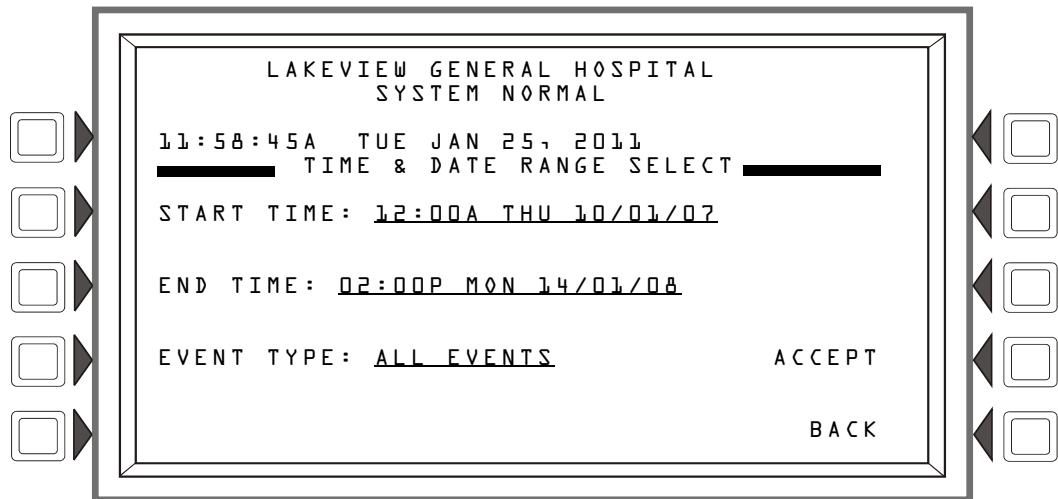 LAKEVIEW GENERAL HOSPITAL
SYSTEM NORMAL
11:58:45A TUE JAN 25, 2011
TIME & DATE RANGE SELECT
START TIME: 12:00A THU 10/01/07
END TIME: 02:00P MON 14/01/08
EVENT TYPE: ALL EVENTS ACCEPT
BACK